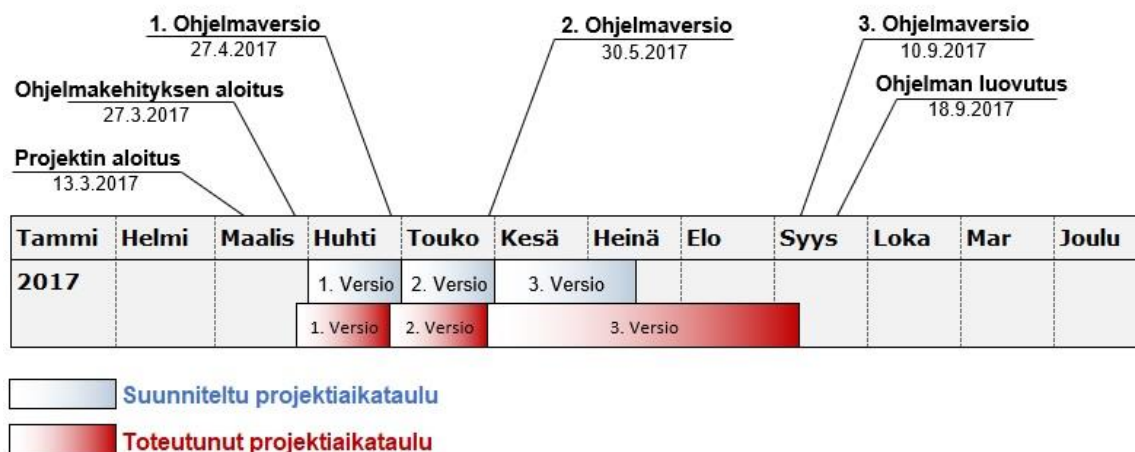 1. Ohjelmaversio
27.4.2017
2. Ohjelmaversio
30.5.2017
3. Ohjelmaversio
10.9.2017
Ohjelmakehityksen aloitus
27.3.2017
Ohjelman luovutus
18.9.2017
Projektin aloitus
13.3.2017
Tammi Helmi Maalis Huhti Touko Kesä Heinä Elo Syys Loka Mar Joulu
2017
1. Versio 2. Versio 3. Versio
1. Versio 2. Versio 3. Versio
Suunniteltu projektiaikataulu
Toteutunut projektiaikataulu